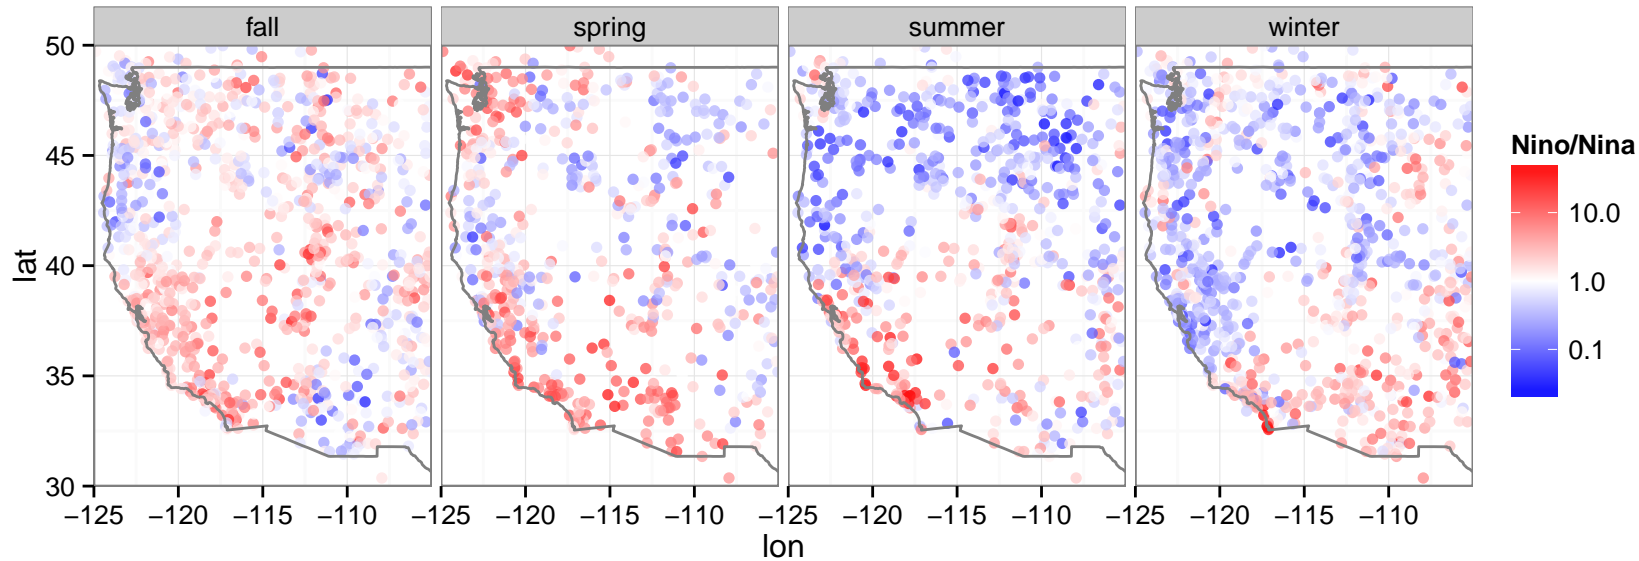 fall spring summer winter
50
45
40
35
30
lat
−125 −120 −115 −110 −125 −120 −115 −110 −125 −120 −115 −110 −125 −120 −115 −110
lon
Nino/Nina
10.0
1.0
0.1